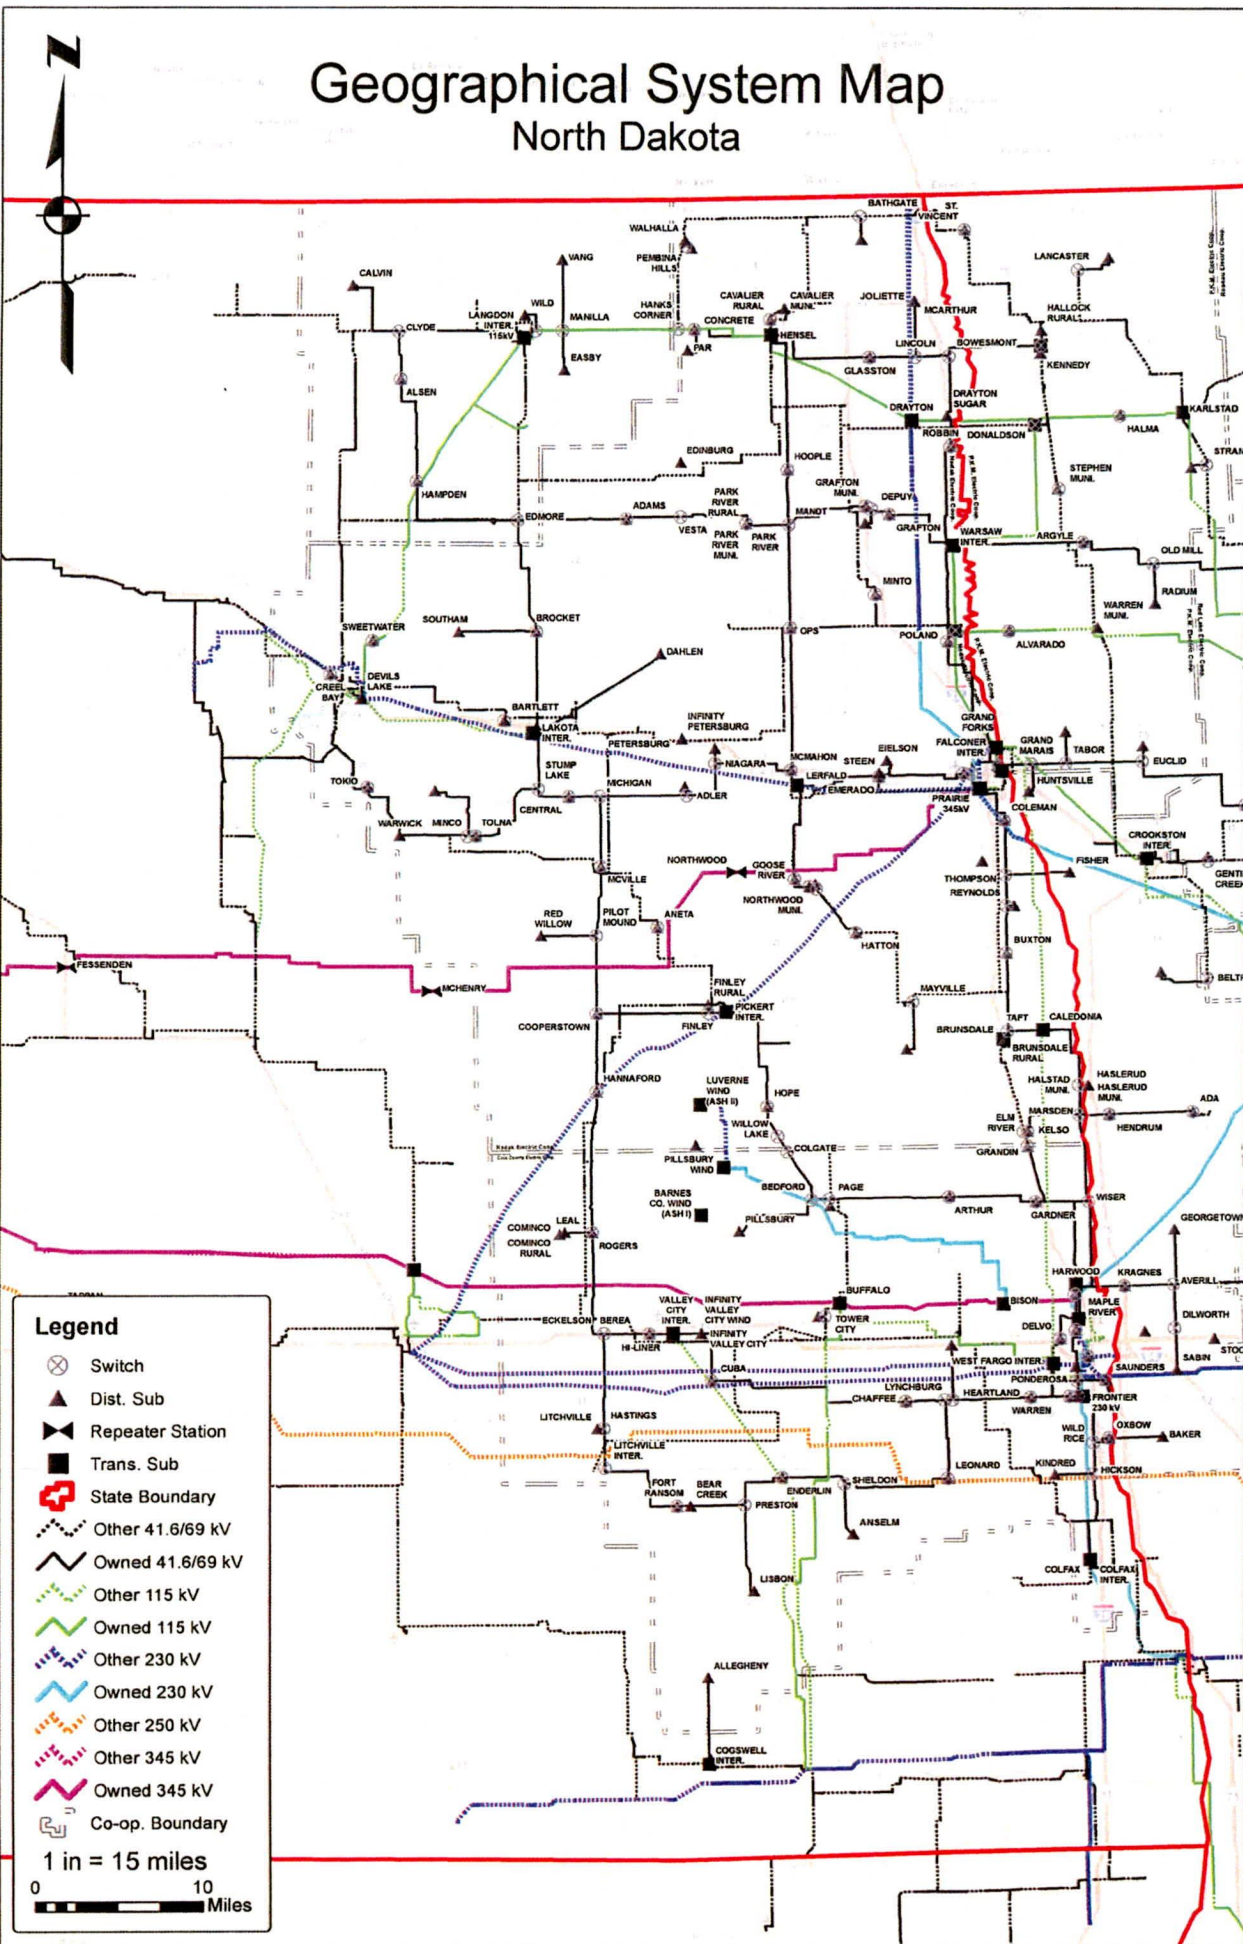 Geographical System Map
North Dakota
N
BATHGATE
ST.
VINCENT
WALHALLA
PEMBINA
HILLS
VANG
CALVIN
LANCASTER
HANKS
CORNER
CAVALIER
RURAL
CAVALIER
MUNI.
JOLIETTE
MCARTHUR
HALLOCK
RURAL
LANGDON
INTER.
115kV
WILD
MANILLA
CLYDE
CONCRETE
HENSEL
PAR
LINCOLN
BOWESMONT
GLASSTON
KENNEDY
EASBY
ALSEN
DRAYTON
SUGAR
DRAYTON
ROBBIN
DONALDSON
HALMA
KARLSTAD
EDINBURG
HOOPLE
STEPHEN
MUNI.
HAMPDEN
GRAFTON
MUNI.
DEPUY
GRAFTON
EDMORE
ADAMS
VESTA
PARK
RIVER
RURAL
PARK
RIVER
MUNI.
PARK
RIVER
MANDT
WARSAW
INTER.
ARGYLE
OLD MILL
RADIUM
MINTO
WARREN
MUNI.
SOUTHAM
BROCKET
SWEETWATER
OPS
POLAND
ALVARADO
DAHLEN
CREEL
BAY
DEVILS
LAKE
BARTLETT
LAKOTA
INTER.
INFINITY
PETERSBURG
PETERSBURG
GRAND
FORKS
FALCONER
INTER.
GRAND
MARAIS
TABOR
EUCLID
NIAGARA
MCMAHON
LERFALD
EMERADO
STEEN
EIELSON
HUNTSVILLE
PRAIRIE
345kV
COLEMAN
STUMP
LAKE
MICHIGAN
CENTRAL
ADLER
TOKIO
WARWICK
MINCO
TOLNA
CROOKSTON
INTER.
FISHER
NORTHWOOD
GOOSE
RIVER
NORTHWOOD
MUNI.
THOMPSON
REYNOLDS
MCVILLE
RED
WILLOW
PILOT
MOUND
ANETA
HATTON
BUXTON
FESSENDEN
MCHENRY
FINLEY
RURAL
PICKERT
INTER.
FINLEY
COOPERSTOWN
MAYVILLE
TAFT
CALEDONIA
BRUNSDALE
BRUNSDALE
RURAL
HANNAFORD
LUVERNE
WIND
(ASH II)
HOPE
HALSTAD
MUNI.
HASLERUD
HASLERUD
MUNI.
ADA
MARSDEN
HENDRUM
ELM
RIVER
KELSO
GRANDIN
WILLOW
LAKE
COLGATE
PILLSBURY
WIND
BARNES
CO. WIND
(ASH I)
BEDFORD
PAGE
ARTHUR
GARDNER
WISER
PILLSBURY
GEORGETOWN
COMINCO
LEAL
COMINCO
RURAL
ROGERS
HARWOOD
KRAGNES
AVERILL
BUFFALO
BISON
MAPLE
RIVER
DILWORTH
VALLEY
CITY
INTER.
INFINITY
VALLEY
CITY WIND
TOWER
CITY
DELVO
ECKELSON
BEREA
HI-LINER
INFINITY
VALLEY CITY
WEST FARGO INTER.
SAUNDERS
SABIN
PONDEROSA
CUBA
LYNCHBURG
HEARTLAND
CHAFFEE
WARREN
FRONTIER
230 kV
LITCHVILLE
HASTINGS
WILD
RICE
OXBOW
BAKER
LITCHVILLE
INTER.
LEONARD
KINDRED
HICKSON
FORT
RANSOM
BEAR
CREEK
PRESTON
ENDERLIN
SHELDON
ANSELM
LISBON
COLFAX
COLFAX
INTER.
ALLEGHENY
COGSWELL
INTER.
Legend
Switch
Dist. Sub
Repeater Station
Trans. Sub
State Boundary
Other 41.6/69 kV
Owned 41.6/69 kV
Other 115 kV
Owned 115 kV
Other 230 kV
Owned 230 kV
Other 250 kV
Other 345 kV
Owned 345 kV
Co-op. Boundary
1 in = 15 miles
0 10
Miles